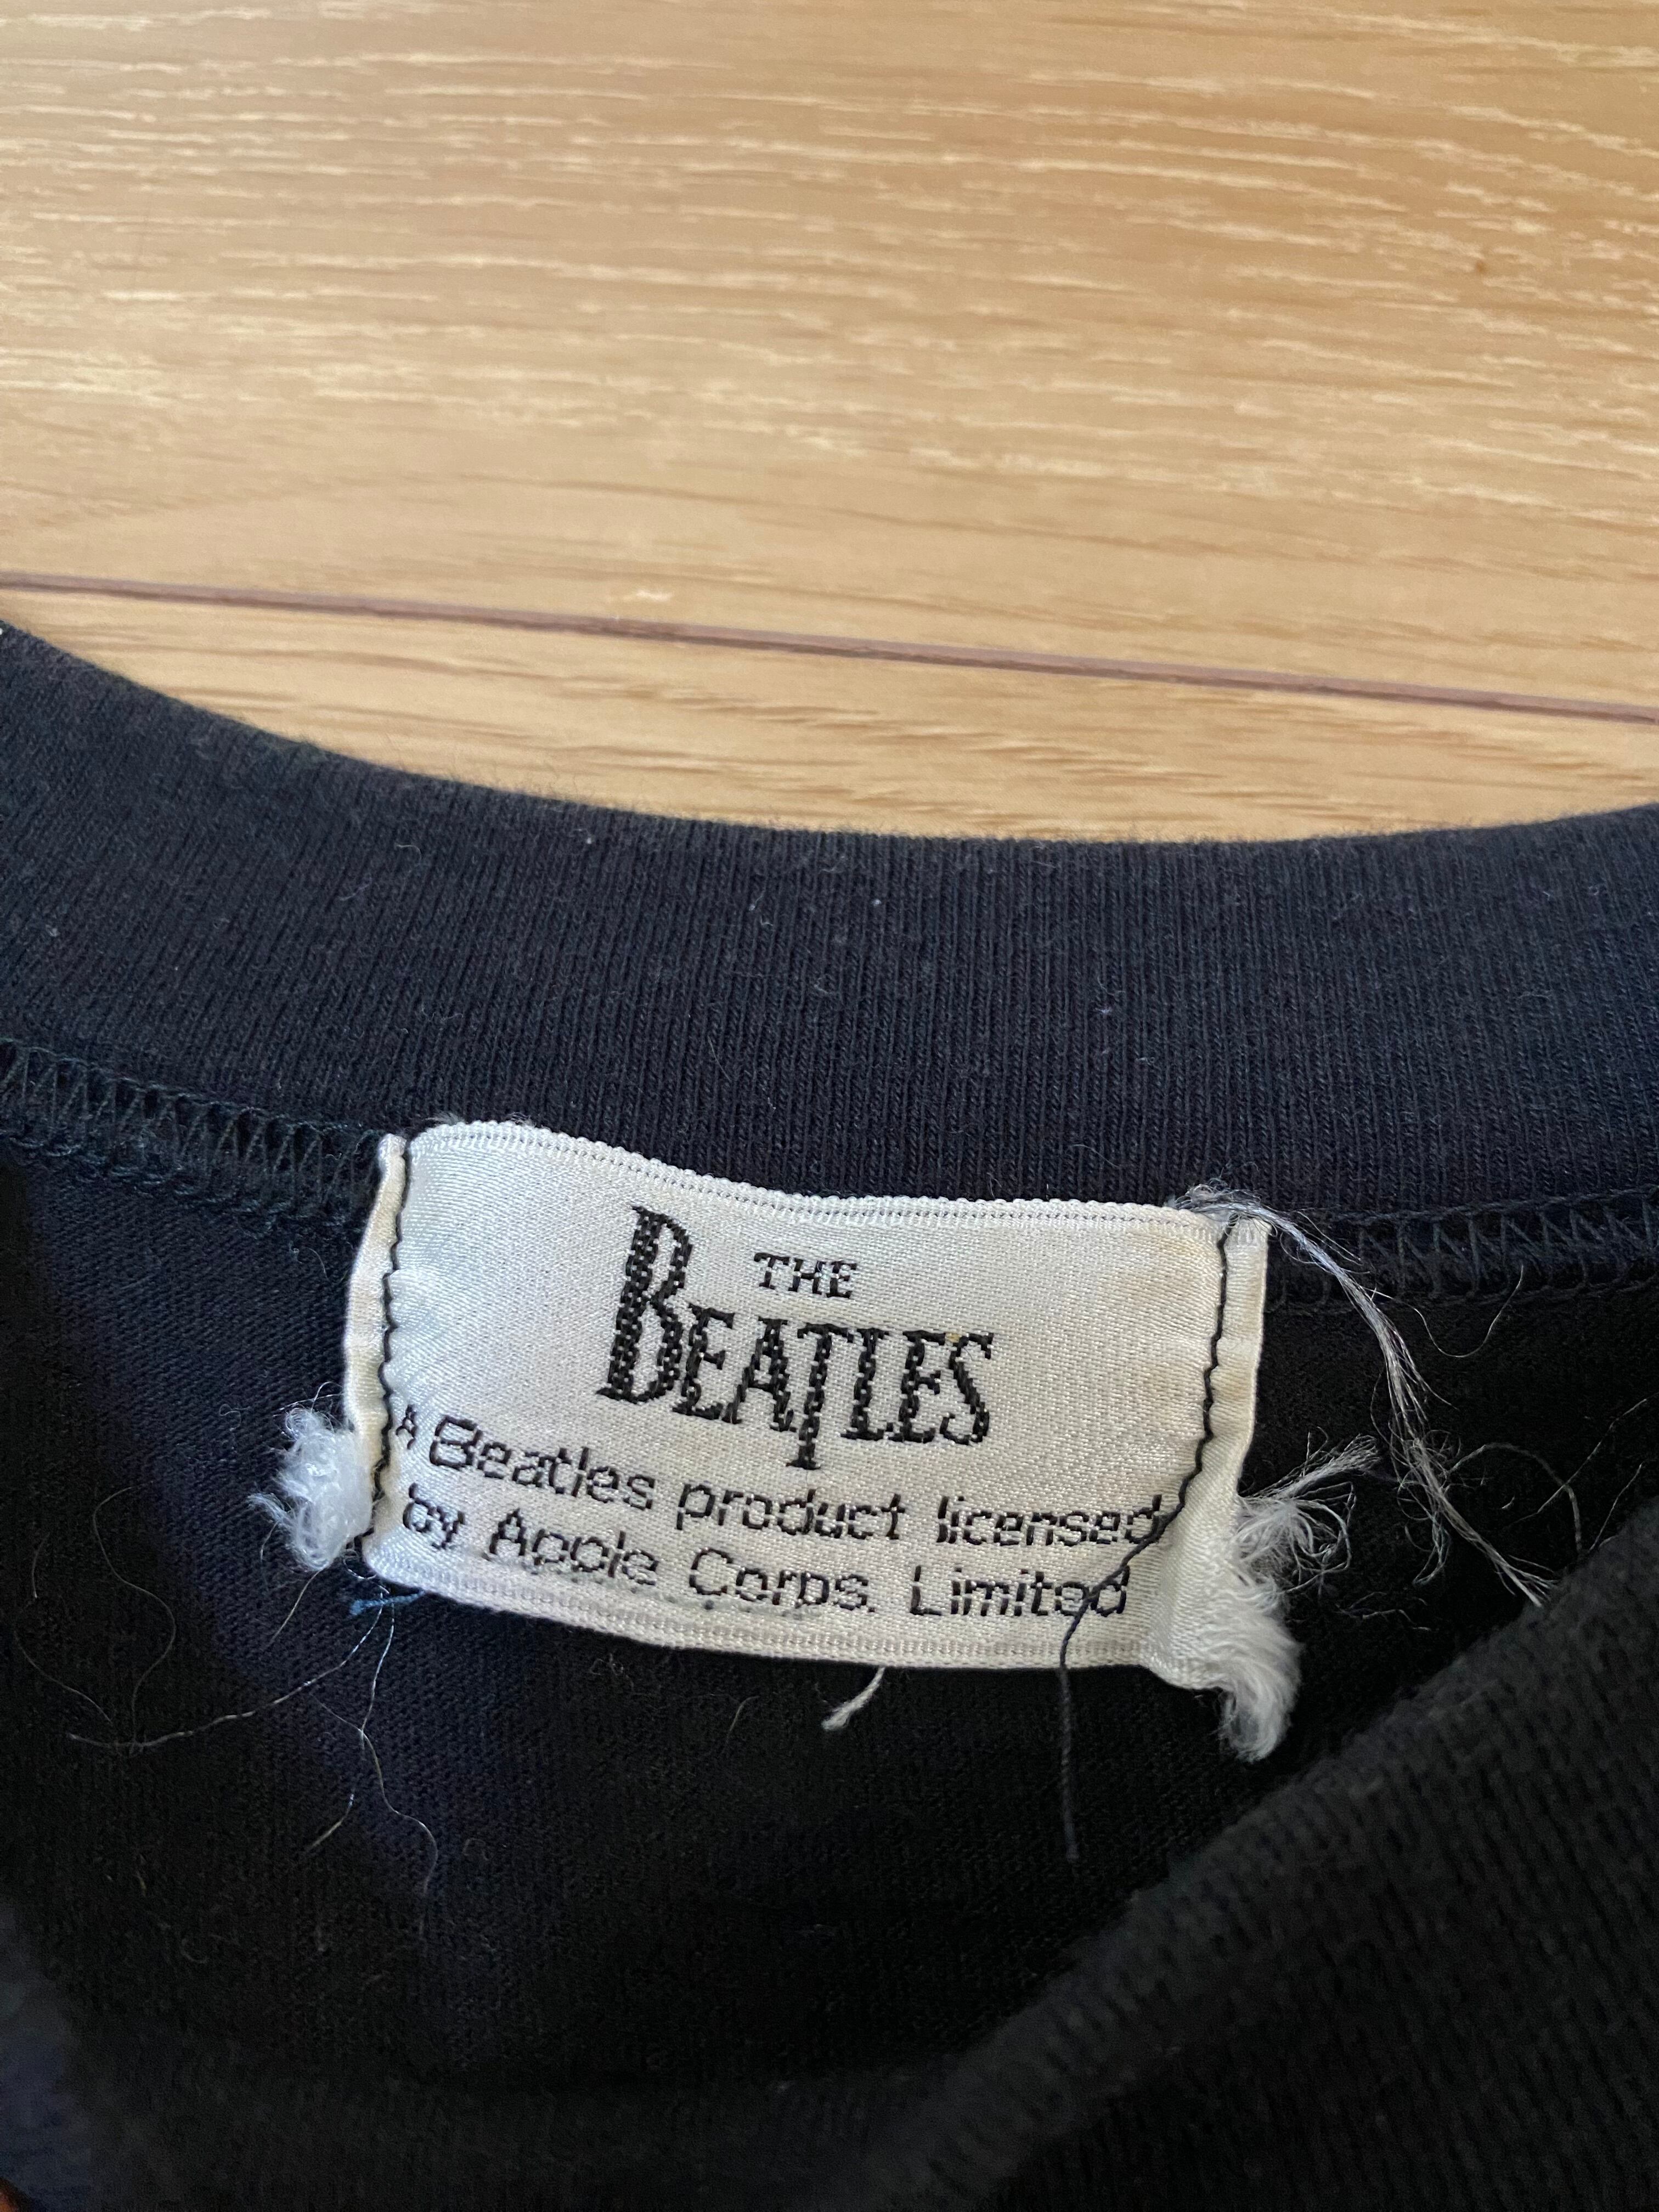 THE
BEATLES
A Beatles product licensed
by Apple Corps. Limited